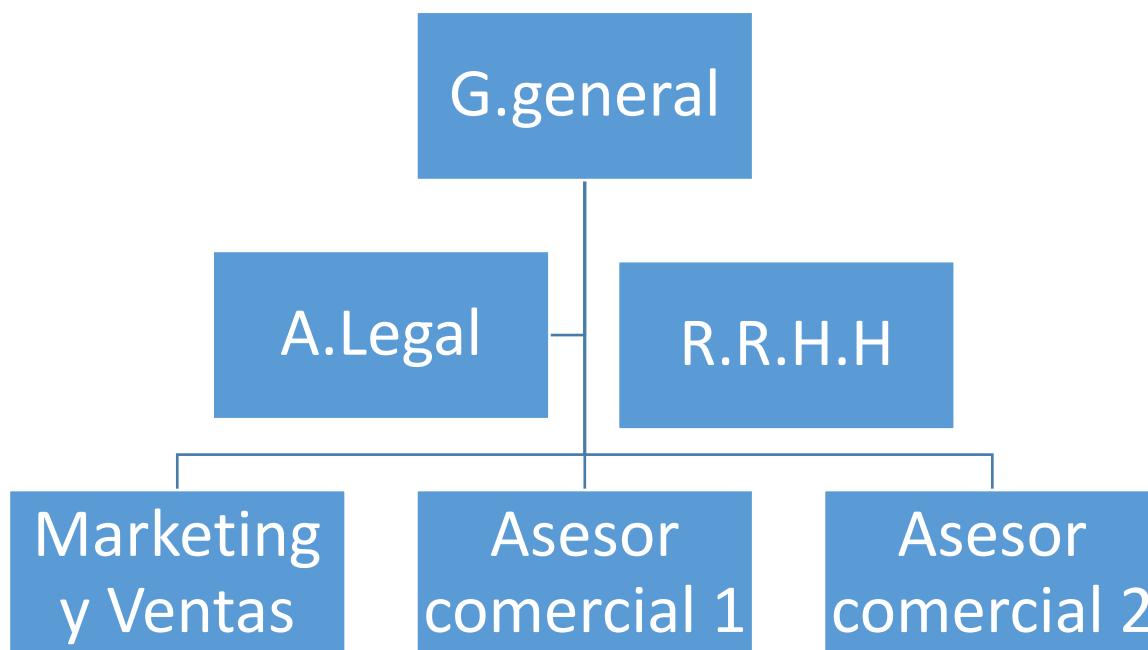 G.general
A.Legal
R.R.H.H
Marketing
y Ventas
Asesor
comercial 1
Asesor
comercial 2